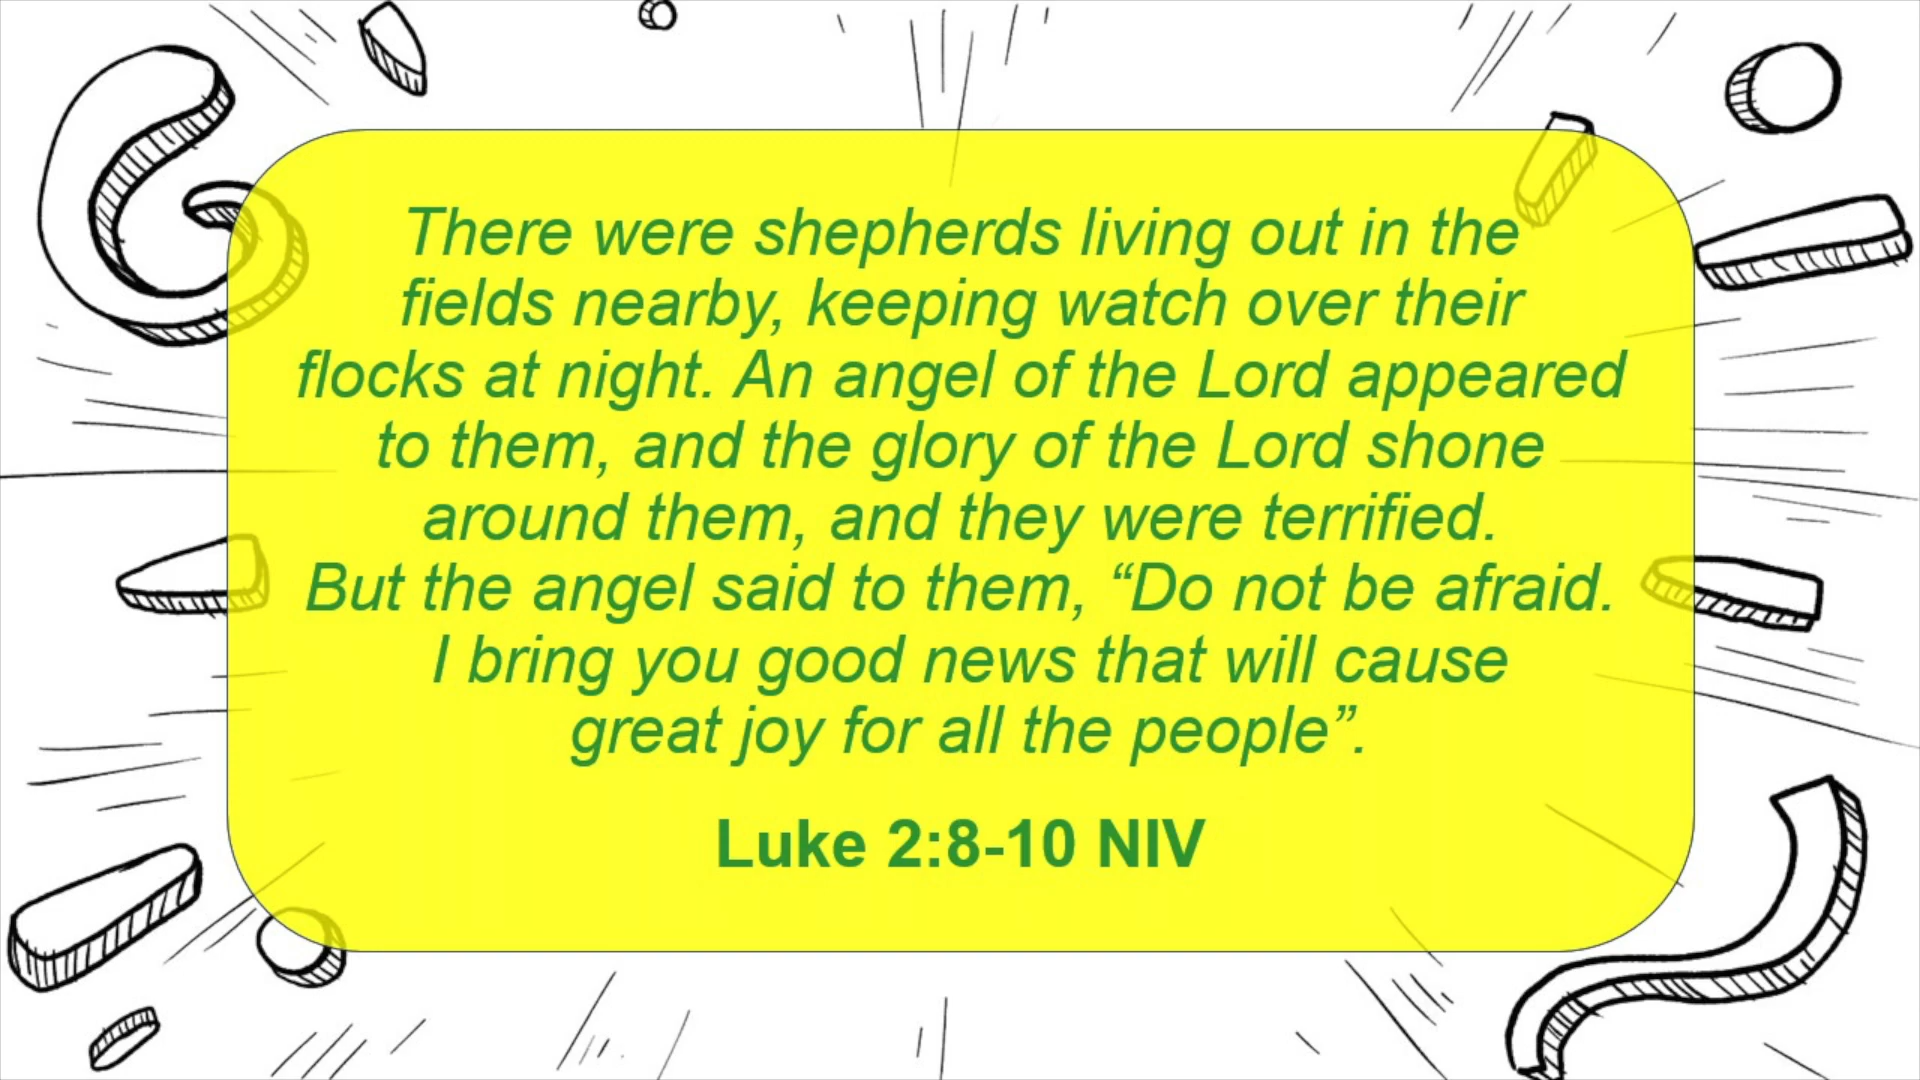 There were shepherds living out in the
fields nearby, keeping watch over their
flocks at night. An angel of the Lord appeared
to them, and the glory of the Lord shone
around them, and they were terrified.
But the angel said to them, “Do not be afraid.
I bring you good news that will cause
great joy for all the people”.
Luke 2:8-10 NIV